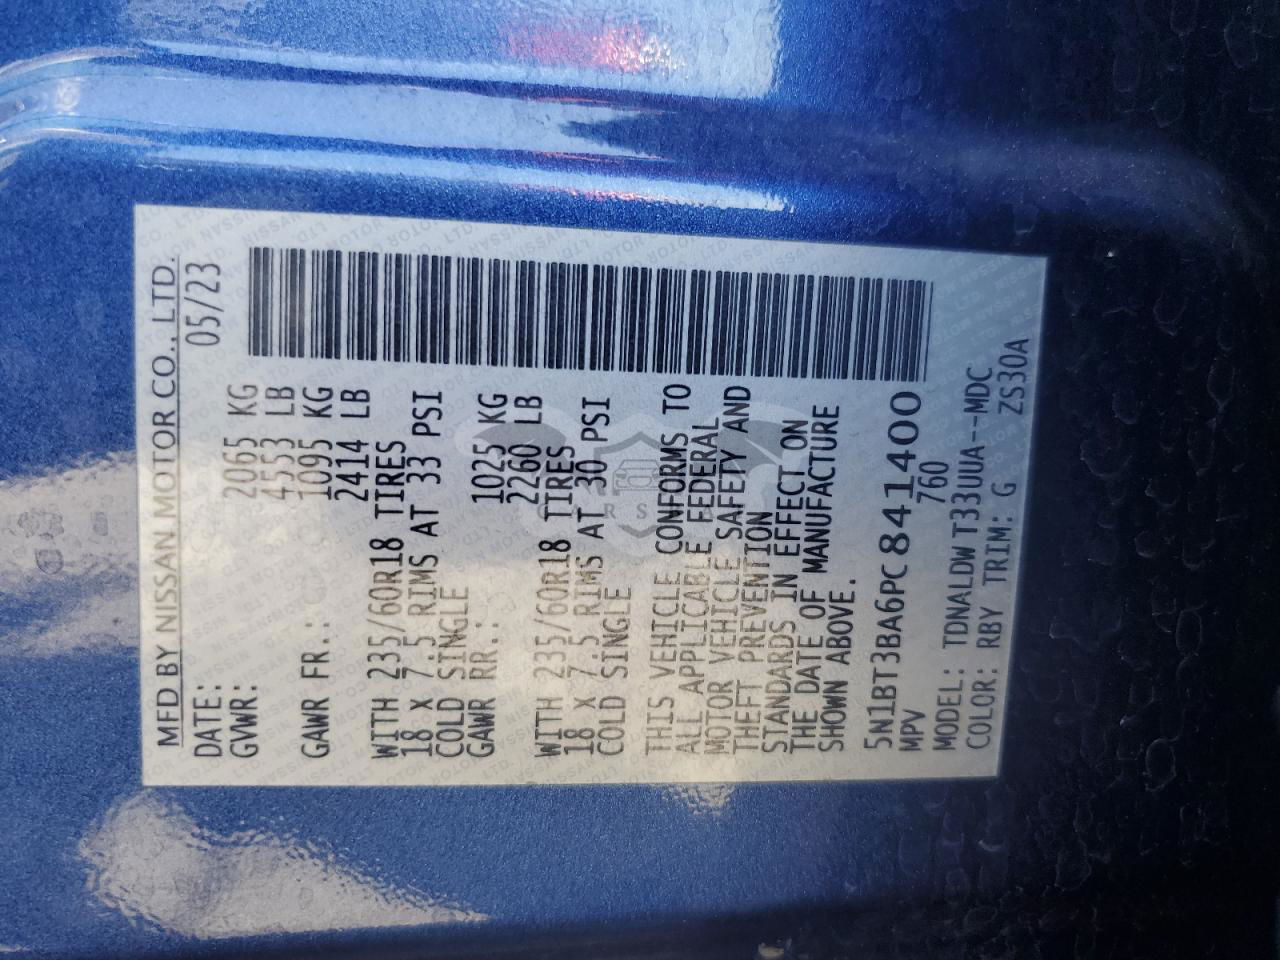 MFD BY NISSAN MOTOR CO., LTD.
DATE: 05/23
GVWR: 2065 KG
4553 LB
GAWR FR.: 1095 KG
2414 LB
WITH 235/60R18 TIRES
18 X 7.5 RIMS AT 33 PSI
COLD SINGLE
GAWR RR.: 1025 KG
2260 LB
WITH 235/60R18 TIRES
18 X 7.5 RIMS AT 30 PSI
COLD SINGLE
THIS VEHICLE CONFORMS TO
ALL APPLICABLE FEDERAL
MOTOR VEHICLE SAFETY AND
THEFT PREVENTION
STANDARDS IN EFFECT ON
THE DATE OF MANUFACTURE
SHOWN ABOVE.
5N1BT3BA6PC841400
MPV 760
MODEL: TDNALDW T33UUA--MDC
COLOR: RBY TRIM: G ZS30A